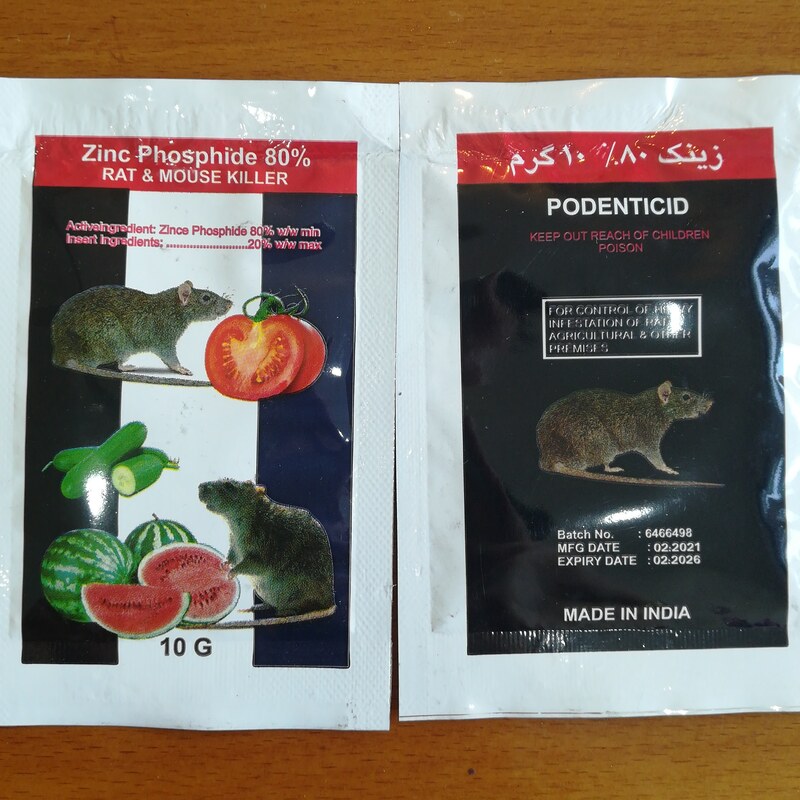 Zinc Phosphide 80%
RAT & MOUSE KILLER
Activeingredient: Zince Phosphide 80% w/w min
Insert Ingredients; ........................20% w/w max
10 G
زینک ۸۰٪ ۱۰ گرم
PODENTICID
KEEP OUT REACH OF CHILDREN
POISON
FOR CONTROL OF HEAVY
INFESTATION OF RAT
AGRICULTURAL & OTHER
PREMISES
Batch No. : 6466498
MFG DATE : 02:2021
EXPIRY DATE : 02:2026
MADE IN INDIA